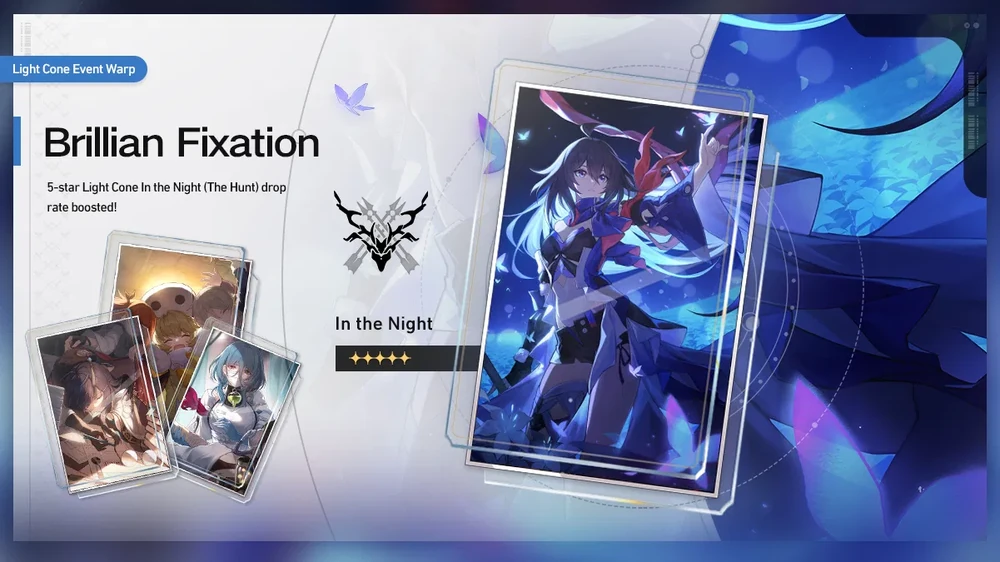 Light Cone Event Warp
Brillian Fixation
5-star Light Cone In the Night (The Hunt) drop
rate boosted!
In the Night